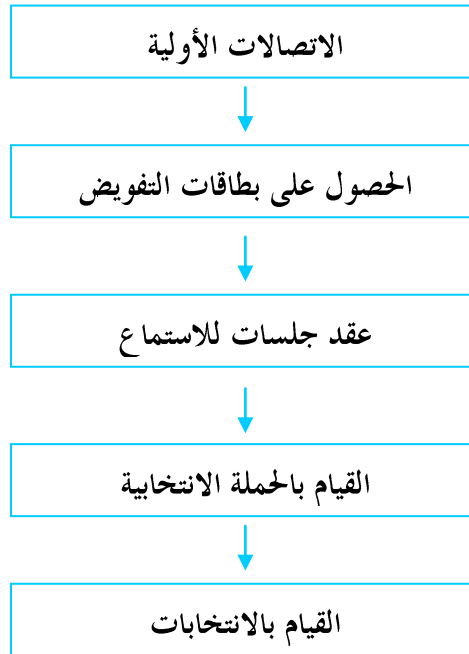 الاتصالات الأولية
الحصول على بطاقات التفويض
عقد جلسات للاستماع
القيام بالحملة الانتخابية
القيام بالانتخابات